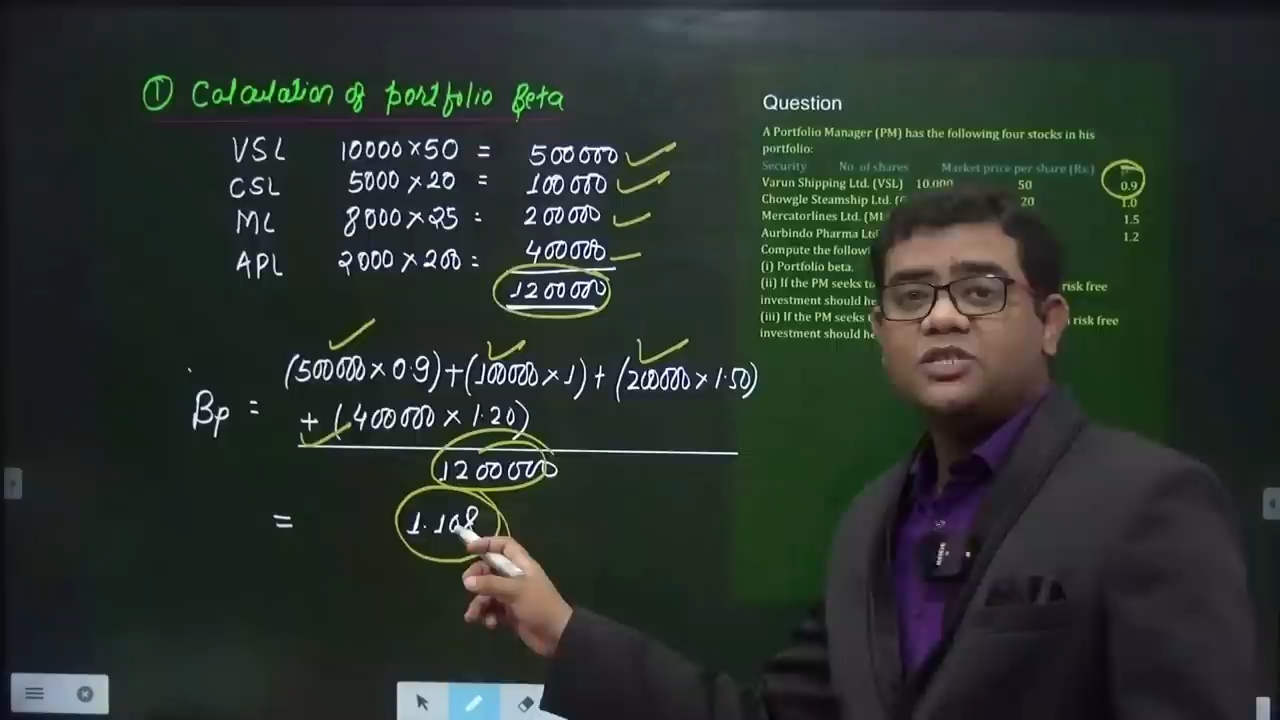 ① Calculation of portfolio Beta
VSL 10000 × 50 = 500000
CSL 5000 × 20 = 100000
ML 8000 × 25 = 200000
APL 2000 × 200 = 400000
1200000
(500000 × 0.9) + (100000 × 1) + (200000 × 1.50)
Bp =
+ (400000 × 1.20)
1200000
= 1.108
Question
A Portfolio Manager (PM) has the following four stocks in his
portfolio:
Security No of shares Market price per share (Rs)
Varun Shipping Ltd. (VSL) 10,000 50 0.9
Chowgle Steamship Ltd. 20 1.0
Mercatorlines Ltd. 1.5
Aurbindo Pharma Ltd 1.2
Compute the
(i) Portfolio beta.
(ii) If the PM seeks risk free
investment should
(iii) If the PM seeks risk free
investment should